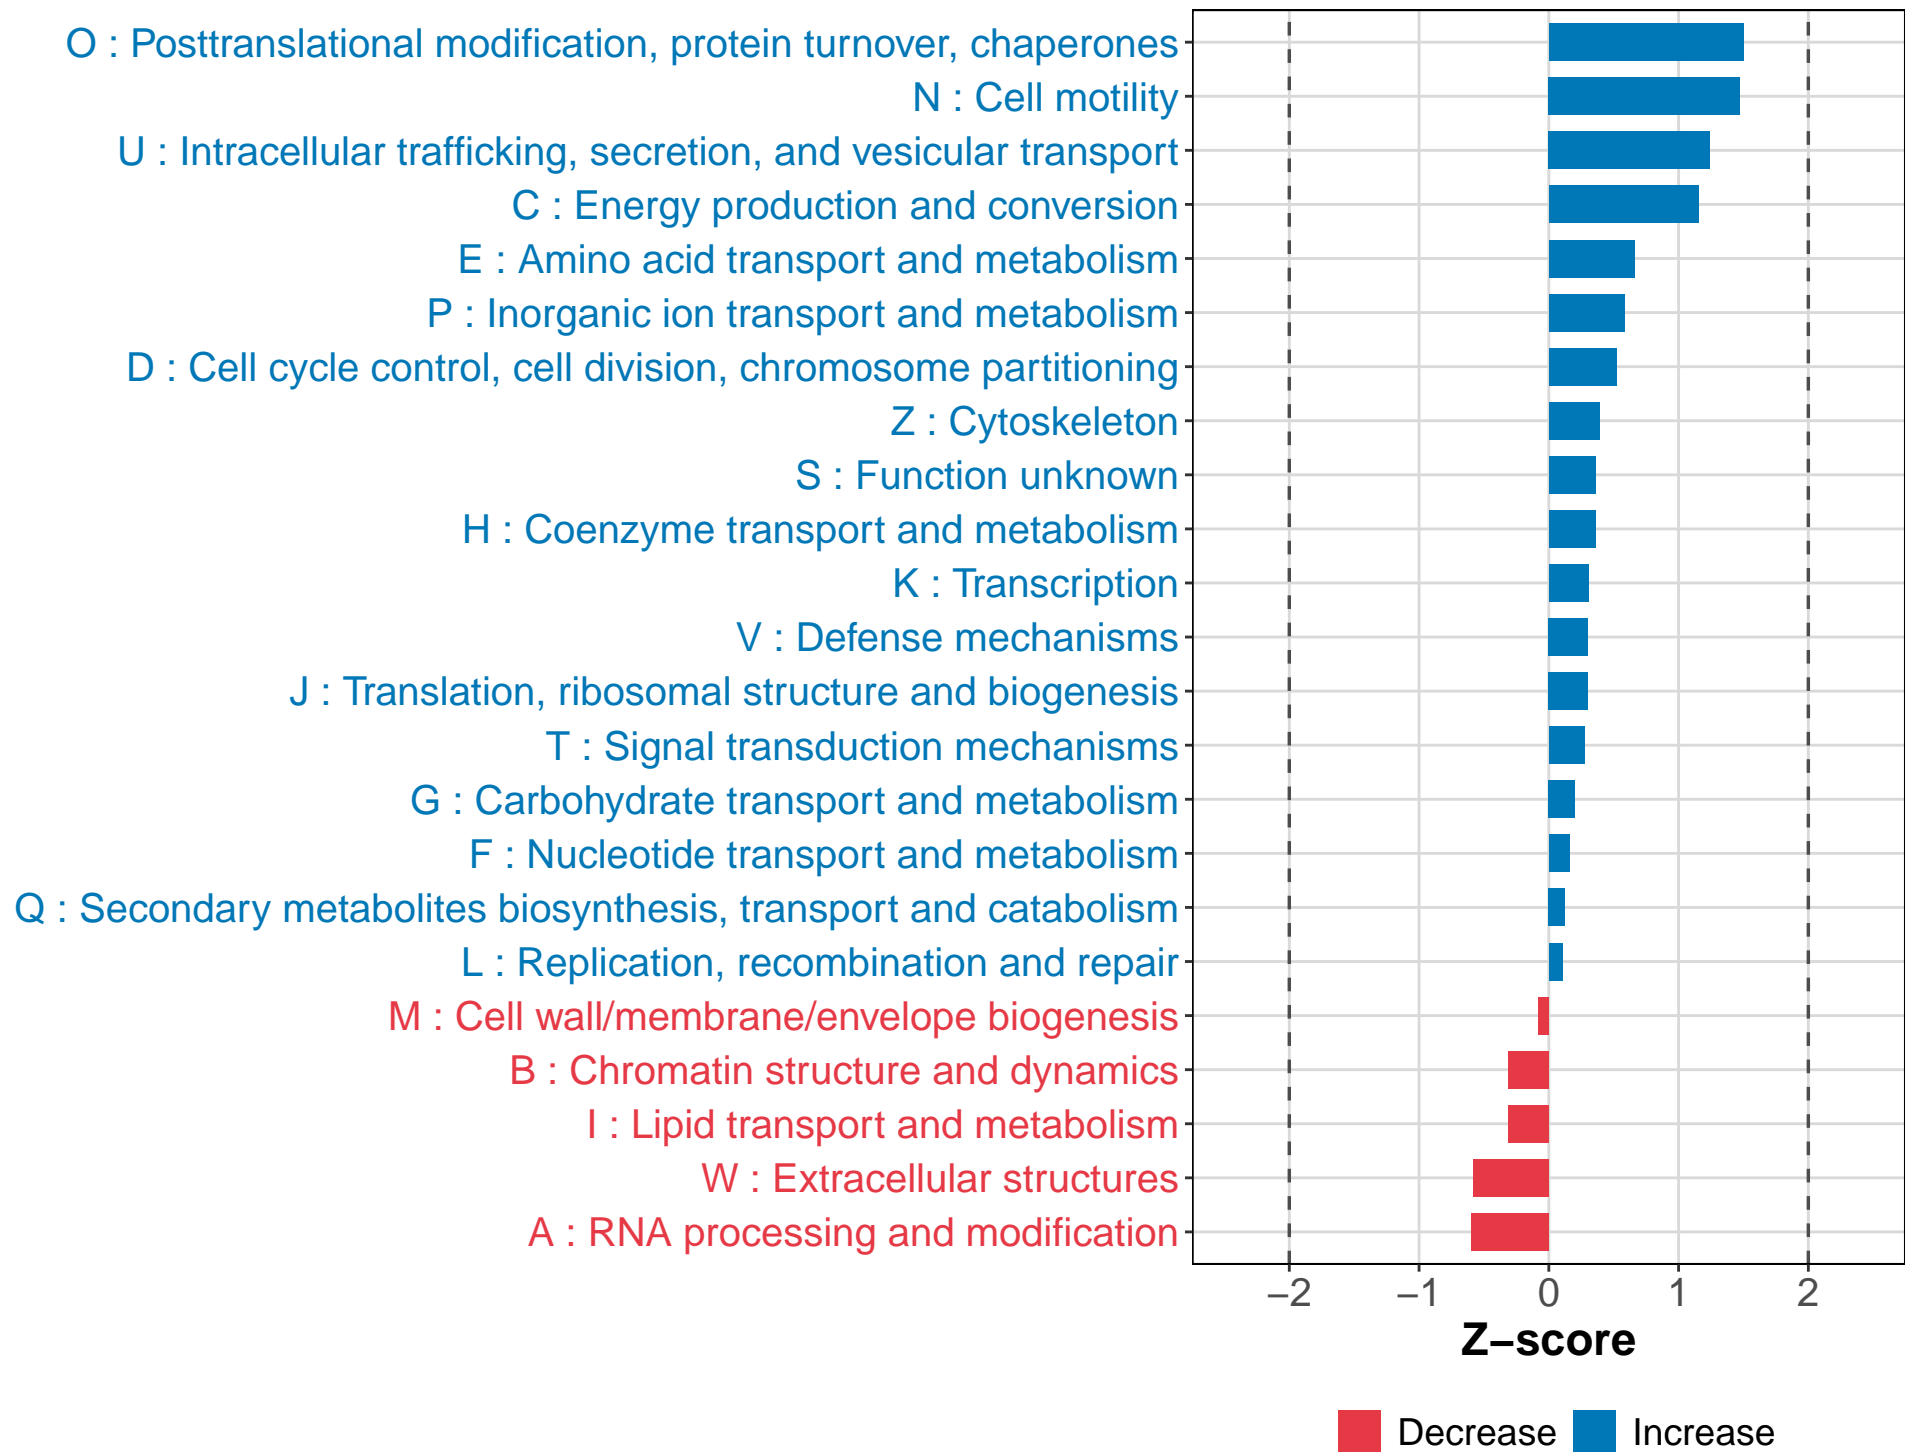 O : Posttranslational modification, protein turnover, chaperones
N : Cell motility
U : Intracellular trafficking, secretion, and vesicular transport
C : Energy production and conversion
E : Amino acid transport and metabolism
P : Inorganic ion transport and metabolism
D : Cell cycle control, cell division, chromosome partitioning
Z : Cytoskeleton
S : Function unknown
H : Coenzyme transport and metabolism
K : Transcription
V : Defense mechanisms
J : Translation, ribosomal structure and biogenesis
T : Signal transduction mechanisms
G : Carbohydrate transport and metabolism
F : Nucleotide transport and metabolism
Q : Secondary metabolites biosynthesis, transport and catabolism
L : Replication, recombination and repair
M : Cell wall/membrane/envelope biogenesis
B : Chromatin structure and dynamics
I : Lipid transport and metabolism
W : Extracellular structures
A : RNA processing and modification
−2 −1 0 1 2
Z−score
Decrease Increase